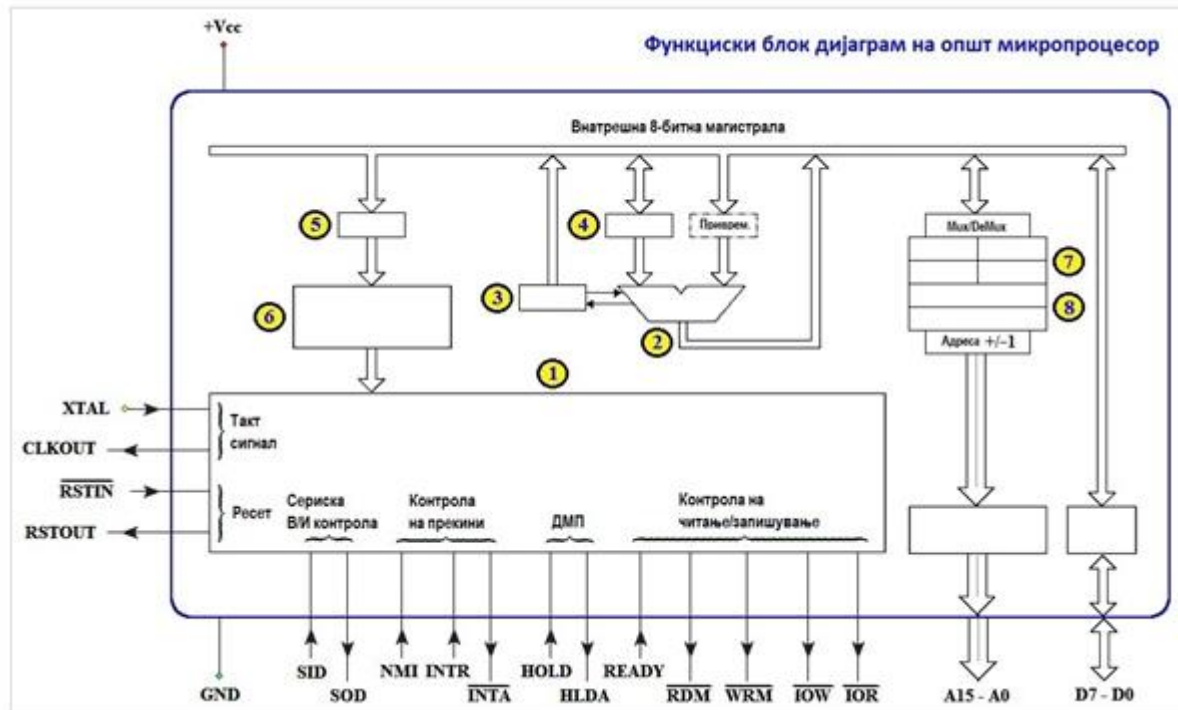 +Vcc
Функциски блок дијаграм на општ микропроцесор
Внатрешна 8-битна магистрала
5
4
Приврем.
Mux/DeMux
7
3
6
8
2
Адреса +/−1
1
XTAL
Такт
сигнал
CLKOUT
RSTIN
Ресет
RSTOUT
Сериска
В/И контрола
Контрола
на прекини
ДМП
Контрола на
читање/запишување
SID
SOD
NMI
INTR
INTA
HOLD
HLDA
READY
RDM
WRM
IOW
IOR
GND
A15 - A0
D7 - D0